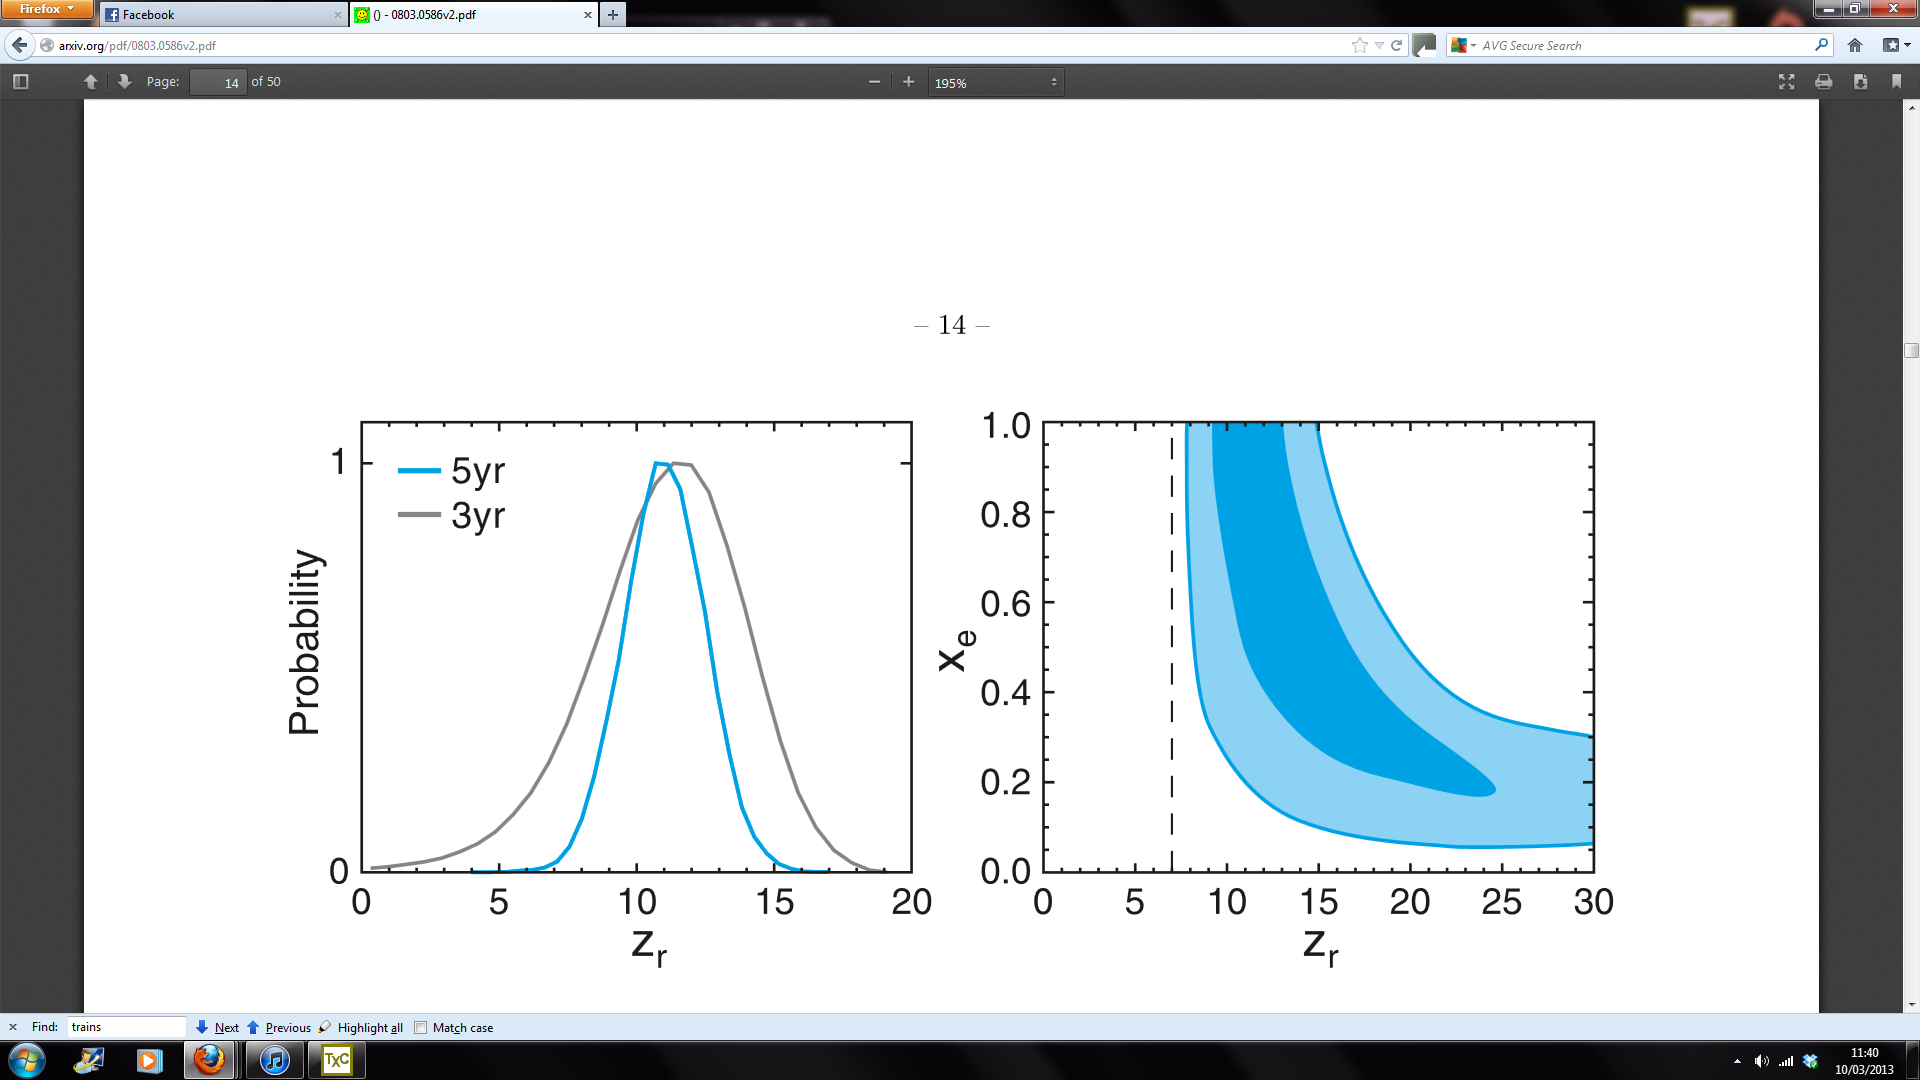 Firefox
Facebook
() - 0803.0586v2.pdf
arxiv.org/pdf/0803.0586v2.pdf
AVG Secure Search
Page: 14 of 50
195%
– 14 –
1
5yr
3yr
Probability
0
0 5 10 15 20
zr
1.0
0.8
0.6
xe
0.4
0.2
0.0
0 5 10 15 20 25 30
zr
Find: trains Next Previous Highlight all Match case
TXC
11:40
10/03/2013